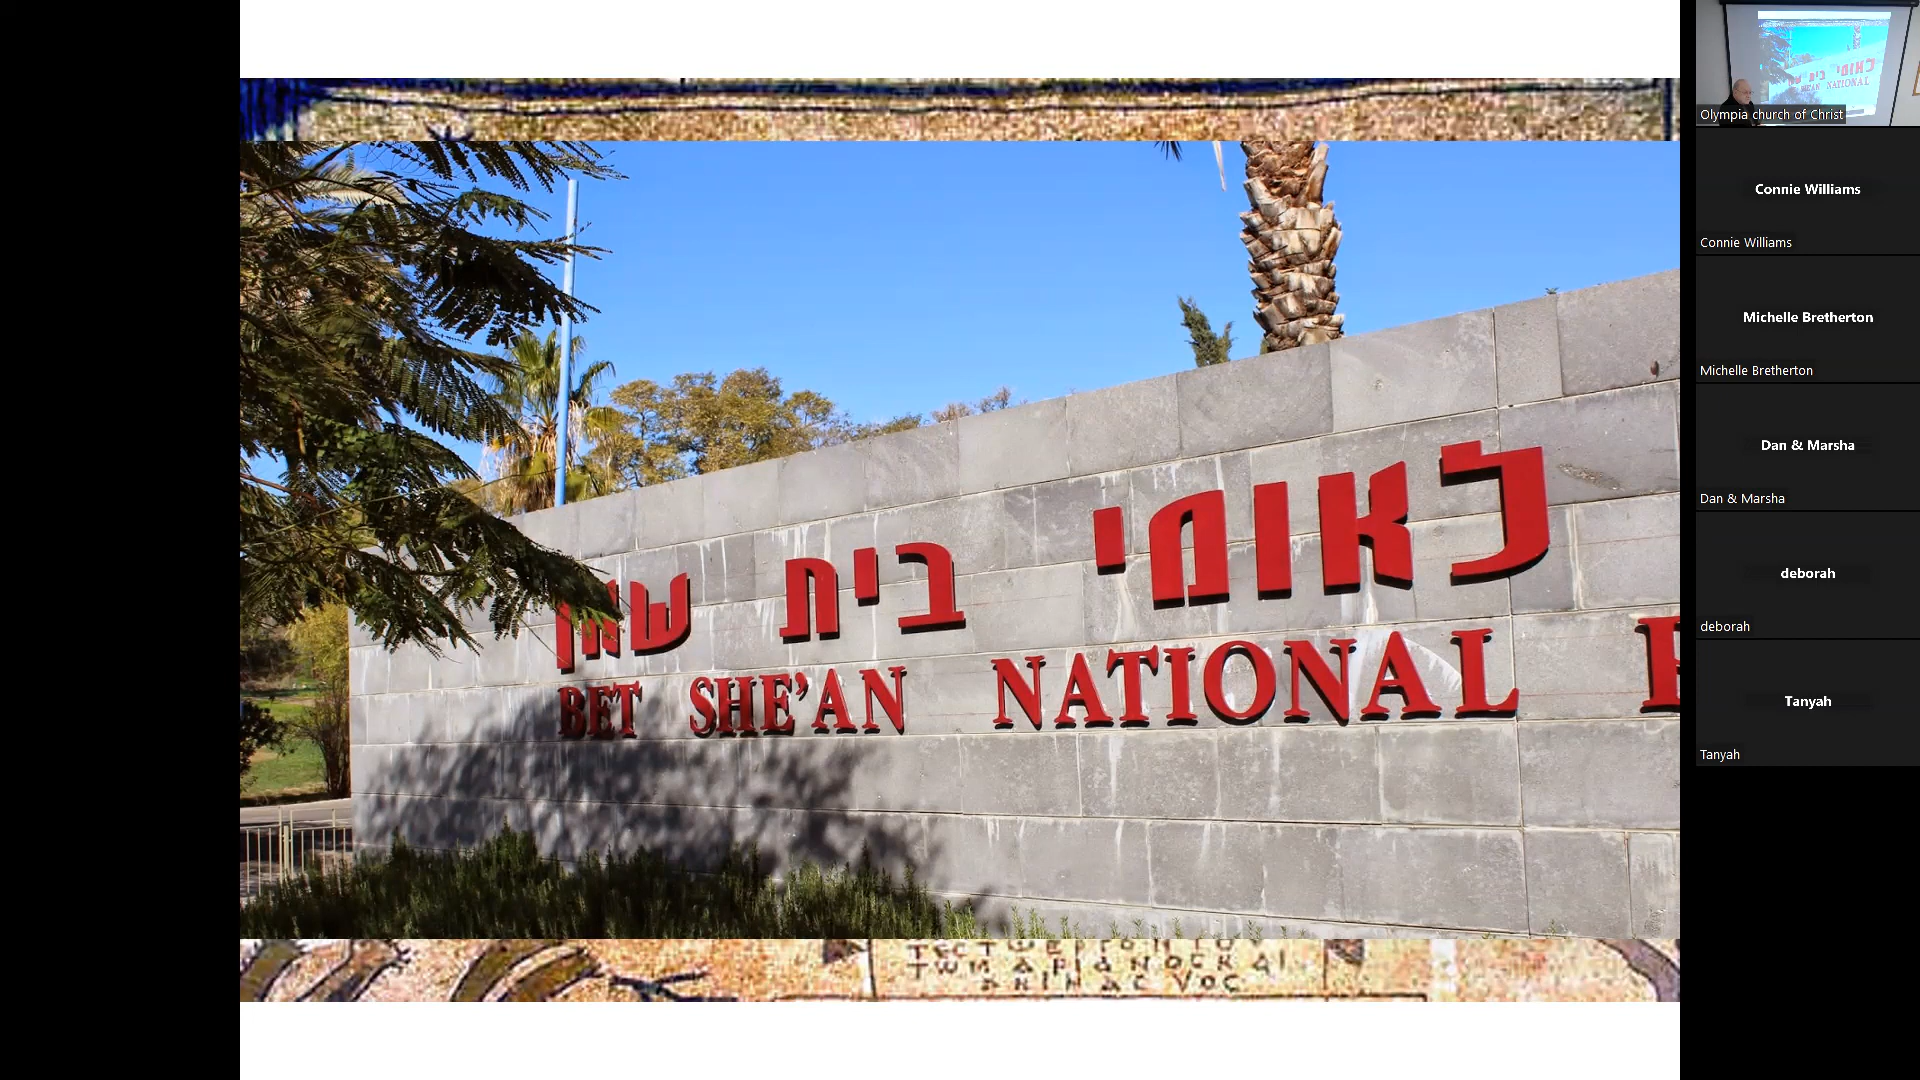 לאומי בית שאן
BET SHE'AN NATIONAL
Olympia church of Christ
Connie Williams
Connie Williams
Michelle Bretherton
Michelle Bretherton
Dan & Marsha
Dan & Marsha
deborah
deborah
Tanyah
Tanyah